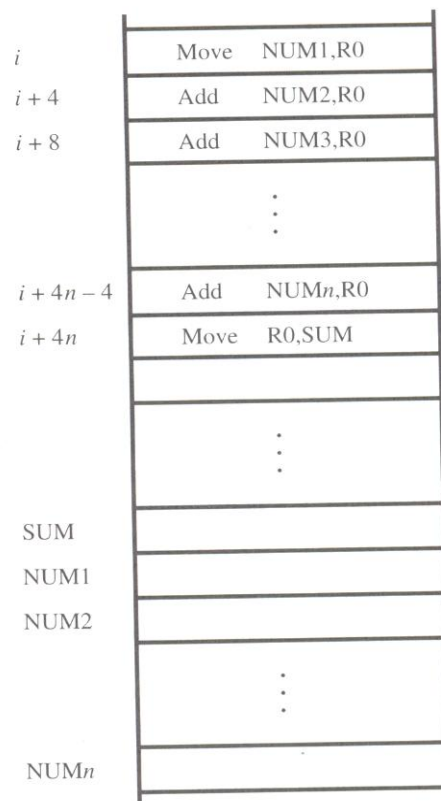 i Move NUM1,R0
i + 4 Add NUM2,R0
i + 8 Add NUM3,R0
i + 4n – 4 Add NUMn,R0
i + 4n Move R0,SUM
SUM
NUM1
NUM2
NUMn